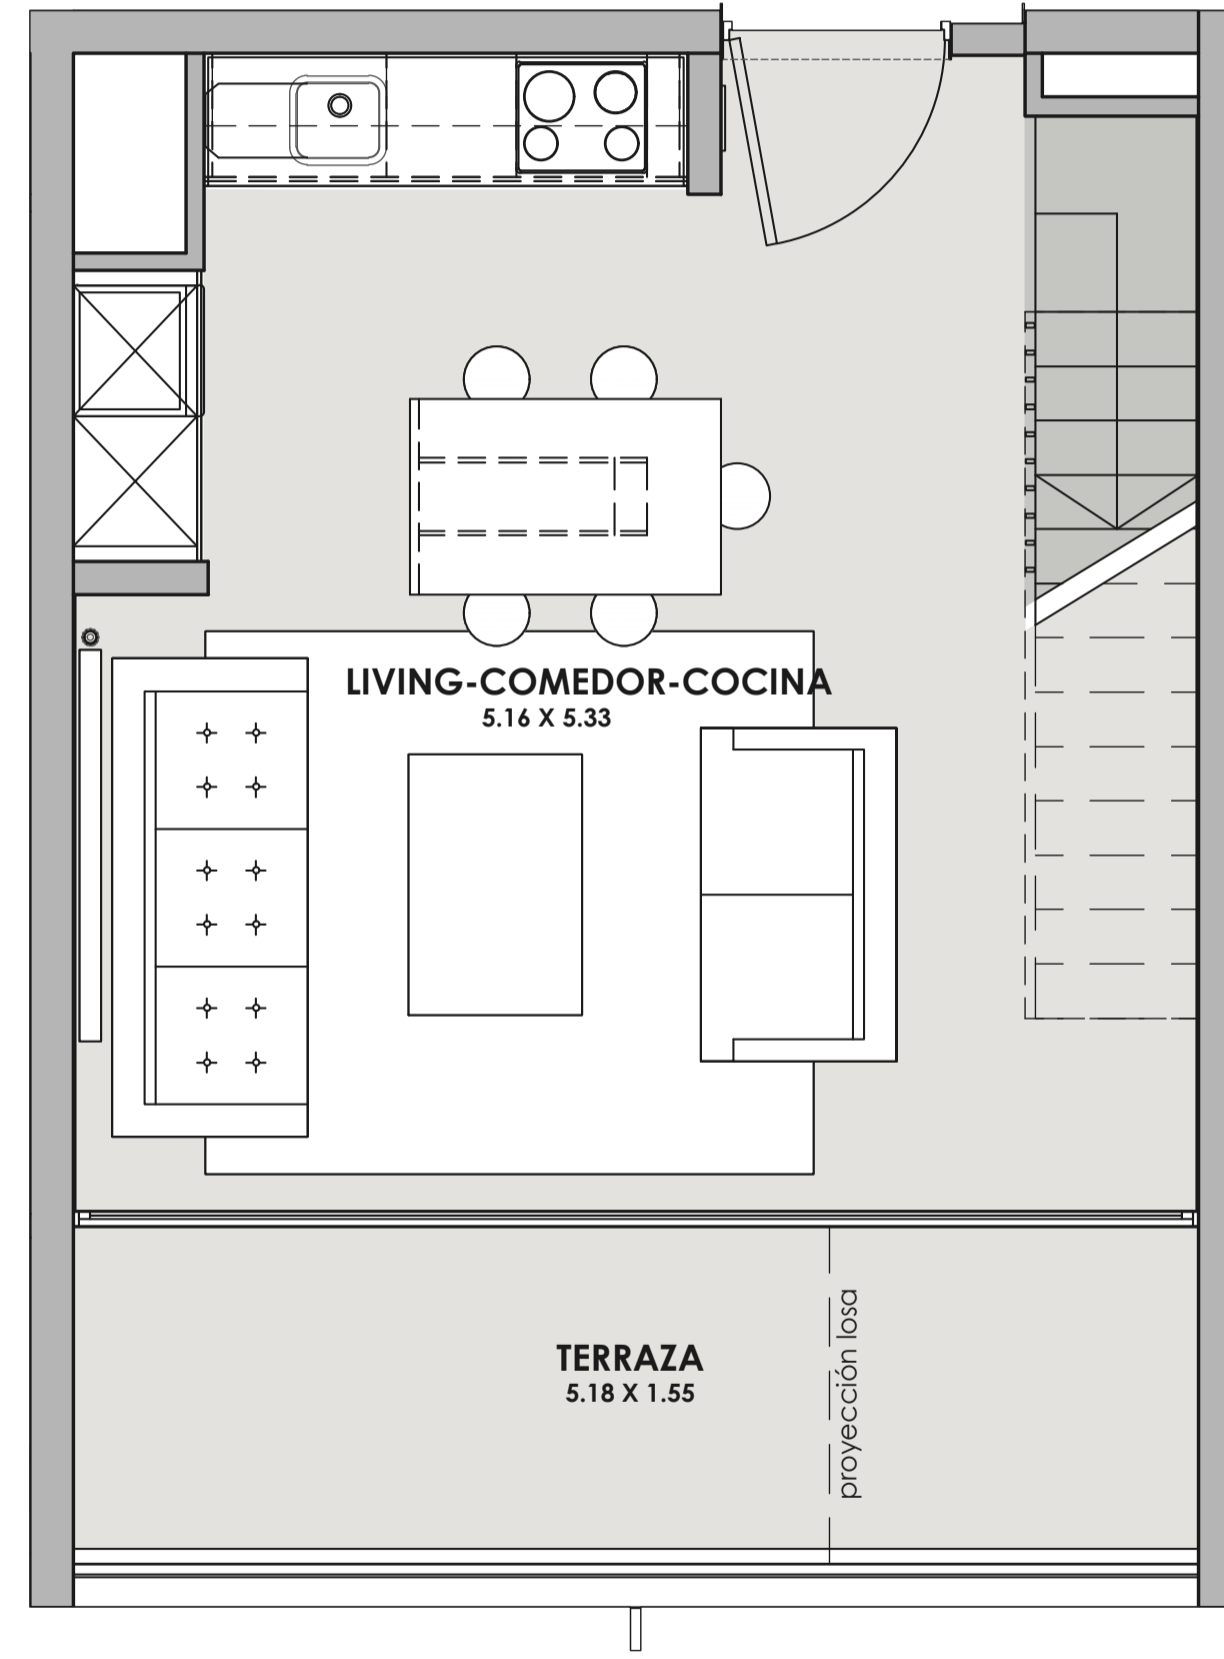 LIVING-COMEDOR-COCINA
5.16 X 5.33
TERRAZA
5.18 X 1.55
proyección losa